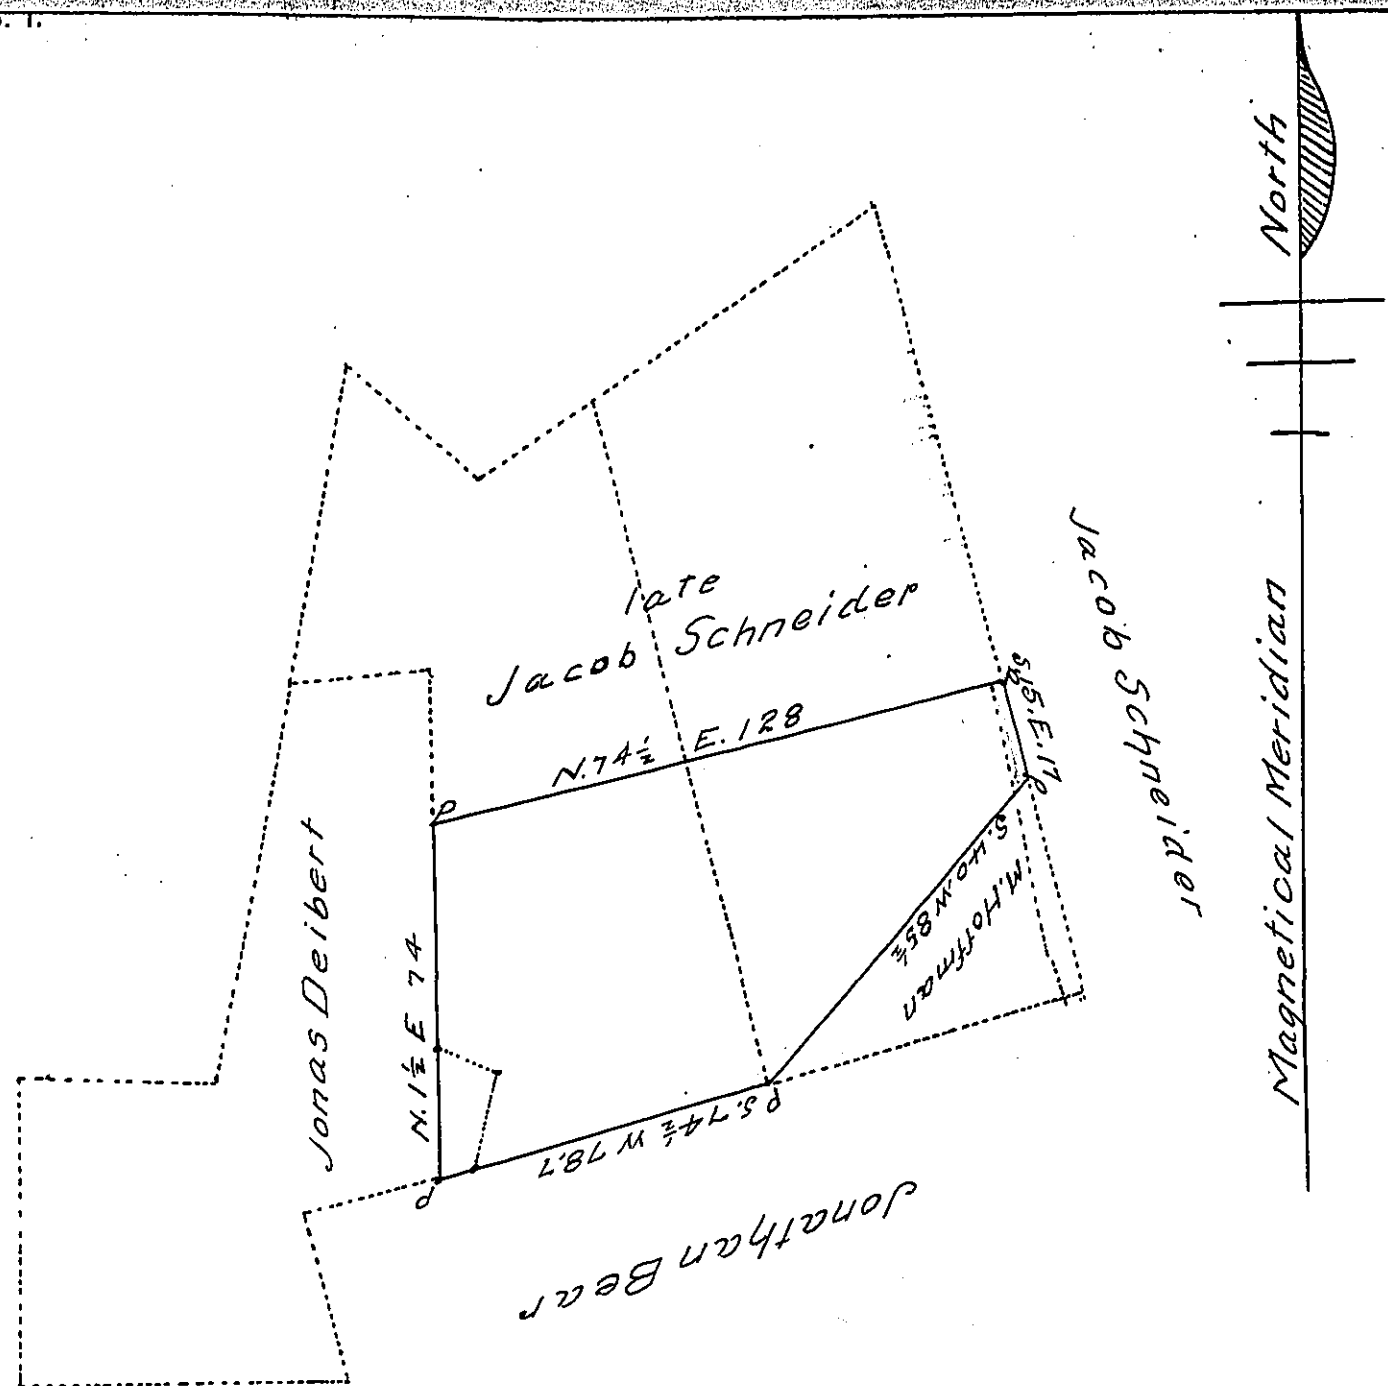 North
late
Jacob Schneider
N. 74½ E. 128
P
S. 15. E. 17
P
Jacob Schneider
S. 40. W 85½
M. Hoffman
Jonas Deibert
N. 1½ E 74
P
S. 74½ W 78.7
P
Jonathan Bear
Magnetical Meridian